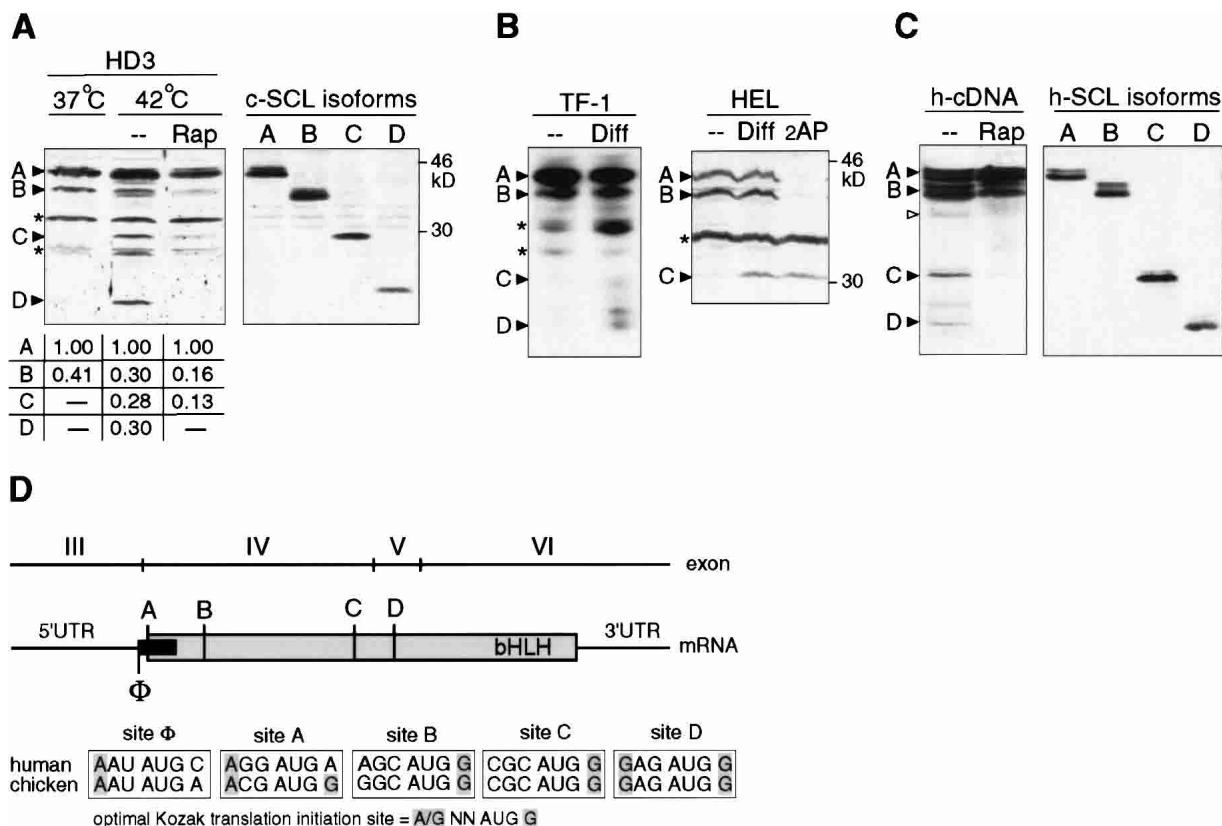 A
HD3
37°C 42°C
-- Rap
c-SCL isoforms
A B C D
A
B
*
C
*
D
46
kD
30
A 1.00 1.00 1.00
B 0.41 0.30 0.16
C — 0.28 0.13
D — 0.30 —
B
TF-1
-- Diff
A
B
*
*
C
D
HEL
-- Diff 2AP
A
B
*
C
46
kD
30
C
h-cDNA
-- Rap
h-SCL isoforms
A B C D
A
B
C
D
D
III IV V VI exon
A B C D
5'UTR bHLH 3'UTR mRNA
Φ
site Φ site A site B site C site D
human AAU AUG C AGG AUG A AGC AUG G CGC AUG G GAG AUG G
chicken AAU AUG A ACG AUG G GGC AUG G CGC AUG G GAG AUG G
optimal Kozak translation initiation site = A/G NN AUG G